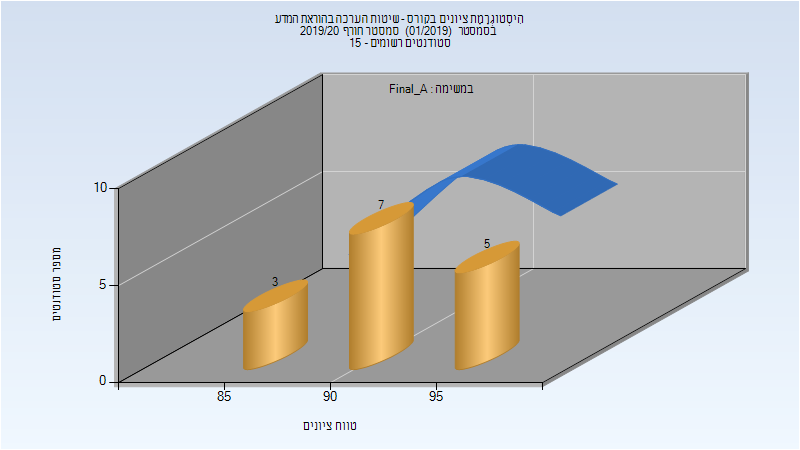 היסטוגרמת ציונים בקורס - שיטות הערכה בהוראת המדע
בסמסטר (01/2019) סמסטר חורף 2019/20
סטודנטים רשומים - 15
במשימה : Final_A
10
5
0
מספר סטודנטים
3
7
5
85
90
95
טווח ציונים